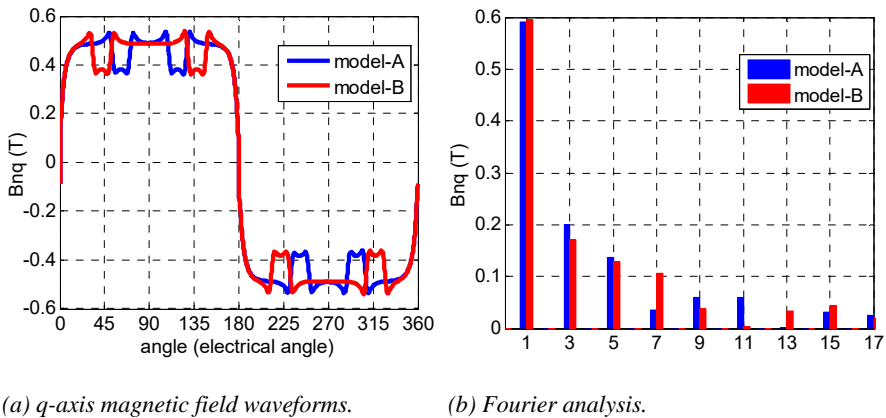 0.6
0.4
0.2
0
-0.2
-0.4
-0.6
Bnq (T)
model-A
model-B
0 45 90 135 180 225 270 315 360
angle (electrical angle)
0.6
0.5
0.4
0.3
0.2
0.1
0
Bnq (T)
model-A
model-B
1 3 5 7 9 11 13 15 17
(a) q-axis magnetic field waveforms.
(b) Fourier analysis.